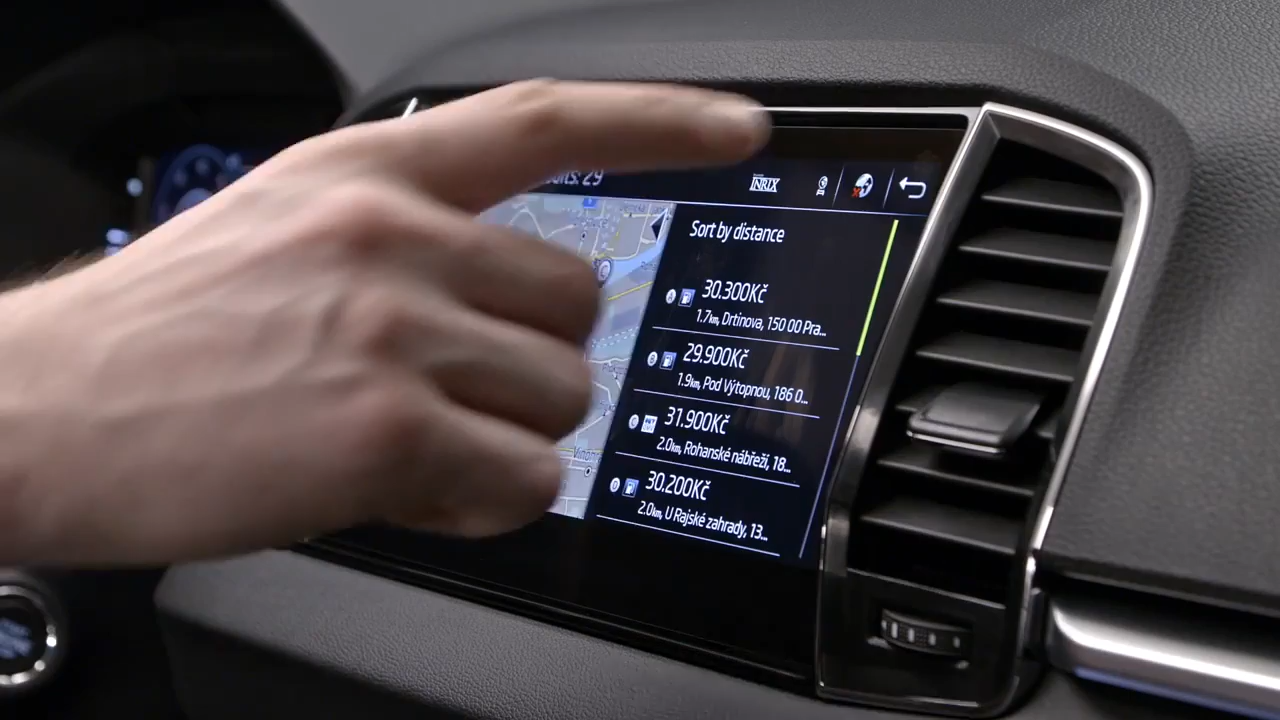 29
INRIX
Sort by distance
A
30.300Kč
1.7km, Drtinova, 150 00 Pra...
B
29.900Kč
1.9km, Pod Výtopnou, 186 0...
C
31.900Kč
2.0km, Rohanské nábřeží, 18...
D
30.200Kč
2.0km, U Rajské zahrady, 13...